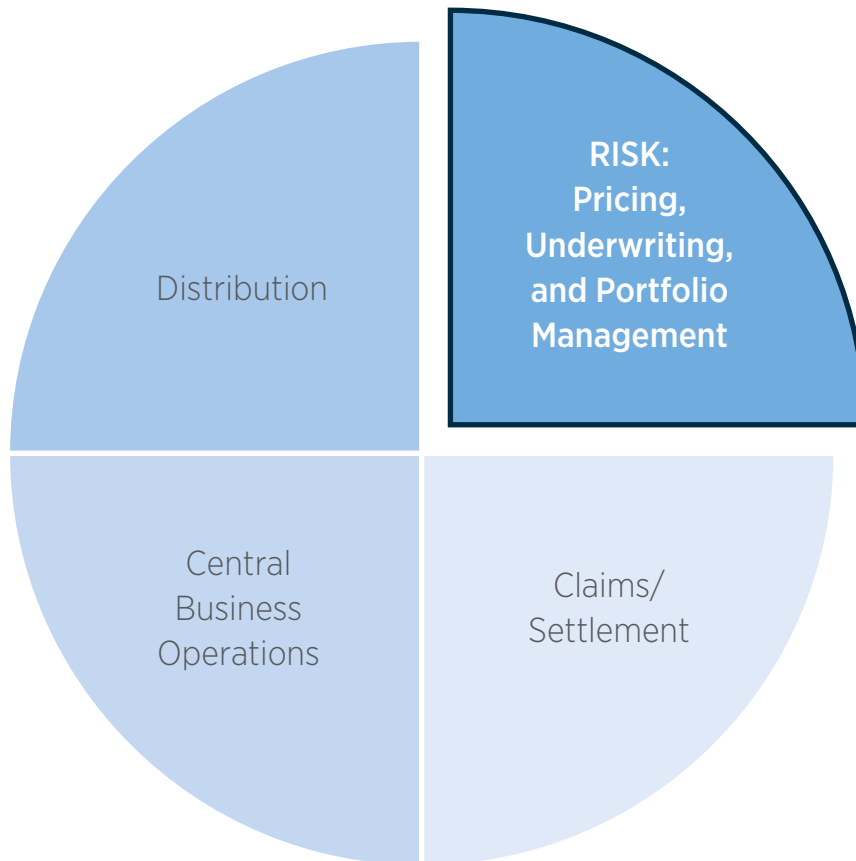 RISK:
Pricing,
Underwriting,
and Portfolio
Management
Distribution
Central
Business
Operations
Claims/
Settlement